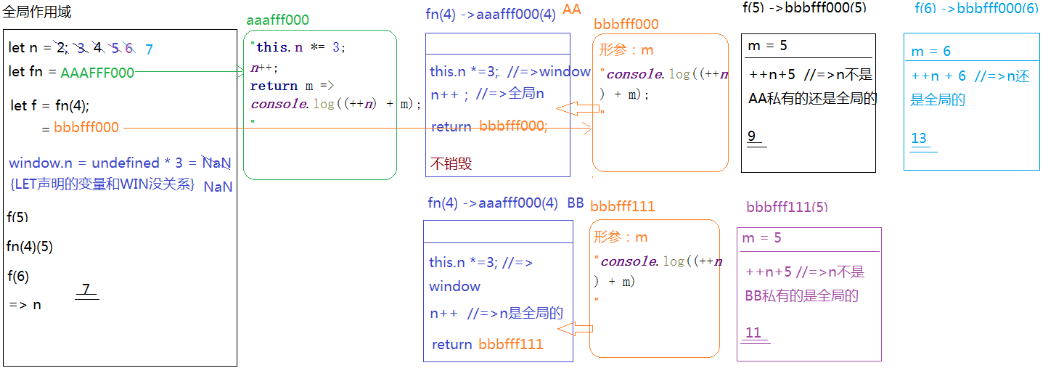 全局作用域
let n = 2; 3 4 5 6 7
let fn = AAAFFF000
let f = fn(4);
= bbbfff000
window.n = undefined * 3 = NaN
{LET声明的变量和WIN没关系} NaN
f(5)
fn(4)(5)
f(6)
=> n
7
aaafff000
"this.n *= 3;
n++;
return m =>
console.log((++n) + m);
"
fn(4) ->aaafff000(4) AA
this.n *=3; //=>window
n++ ; //=>全局n
return bbbfff000;
不销毁
bbbfff000
形参：m
"console.log((++n
) + m);
"
f(5) ->bbbfff000(5)
m = 5
++n+5 //=>n不是
AA私有的还是全局的
9
f(6) ->bbbfff000(6)
m = 6
++n + 6 //=>n还
是全局的
13
fn(4) ->aaafff000(4) BB
this.n *=3; //=>
window
n++ //=>n是全局的
return bbbfff111
bbbfff111
形参：m
"console.log((++n
) + m)
"
bbbfff111(5)
m = 5
++n+5 //=>n不是
BB私有的是全局的
11